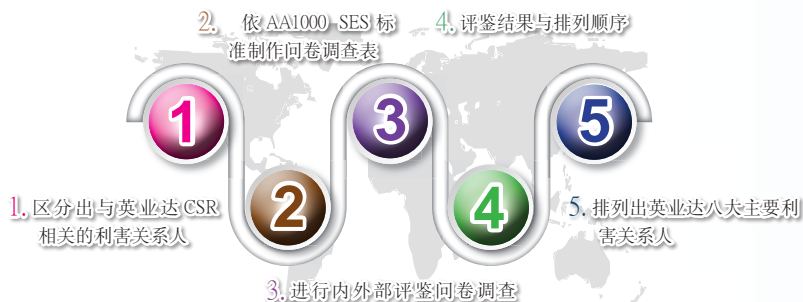 2. 依 AA1000 SES 标
准制作问卷调查表
4. 评鉴结果与排列顺序
1
2
3
4
5
1. 区分出与英业达 CSR
相关的利害关系人
5. 排列出英业达八大主要利
害关系人
3. 进行内外部评鉴问卷调查